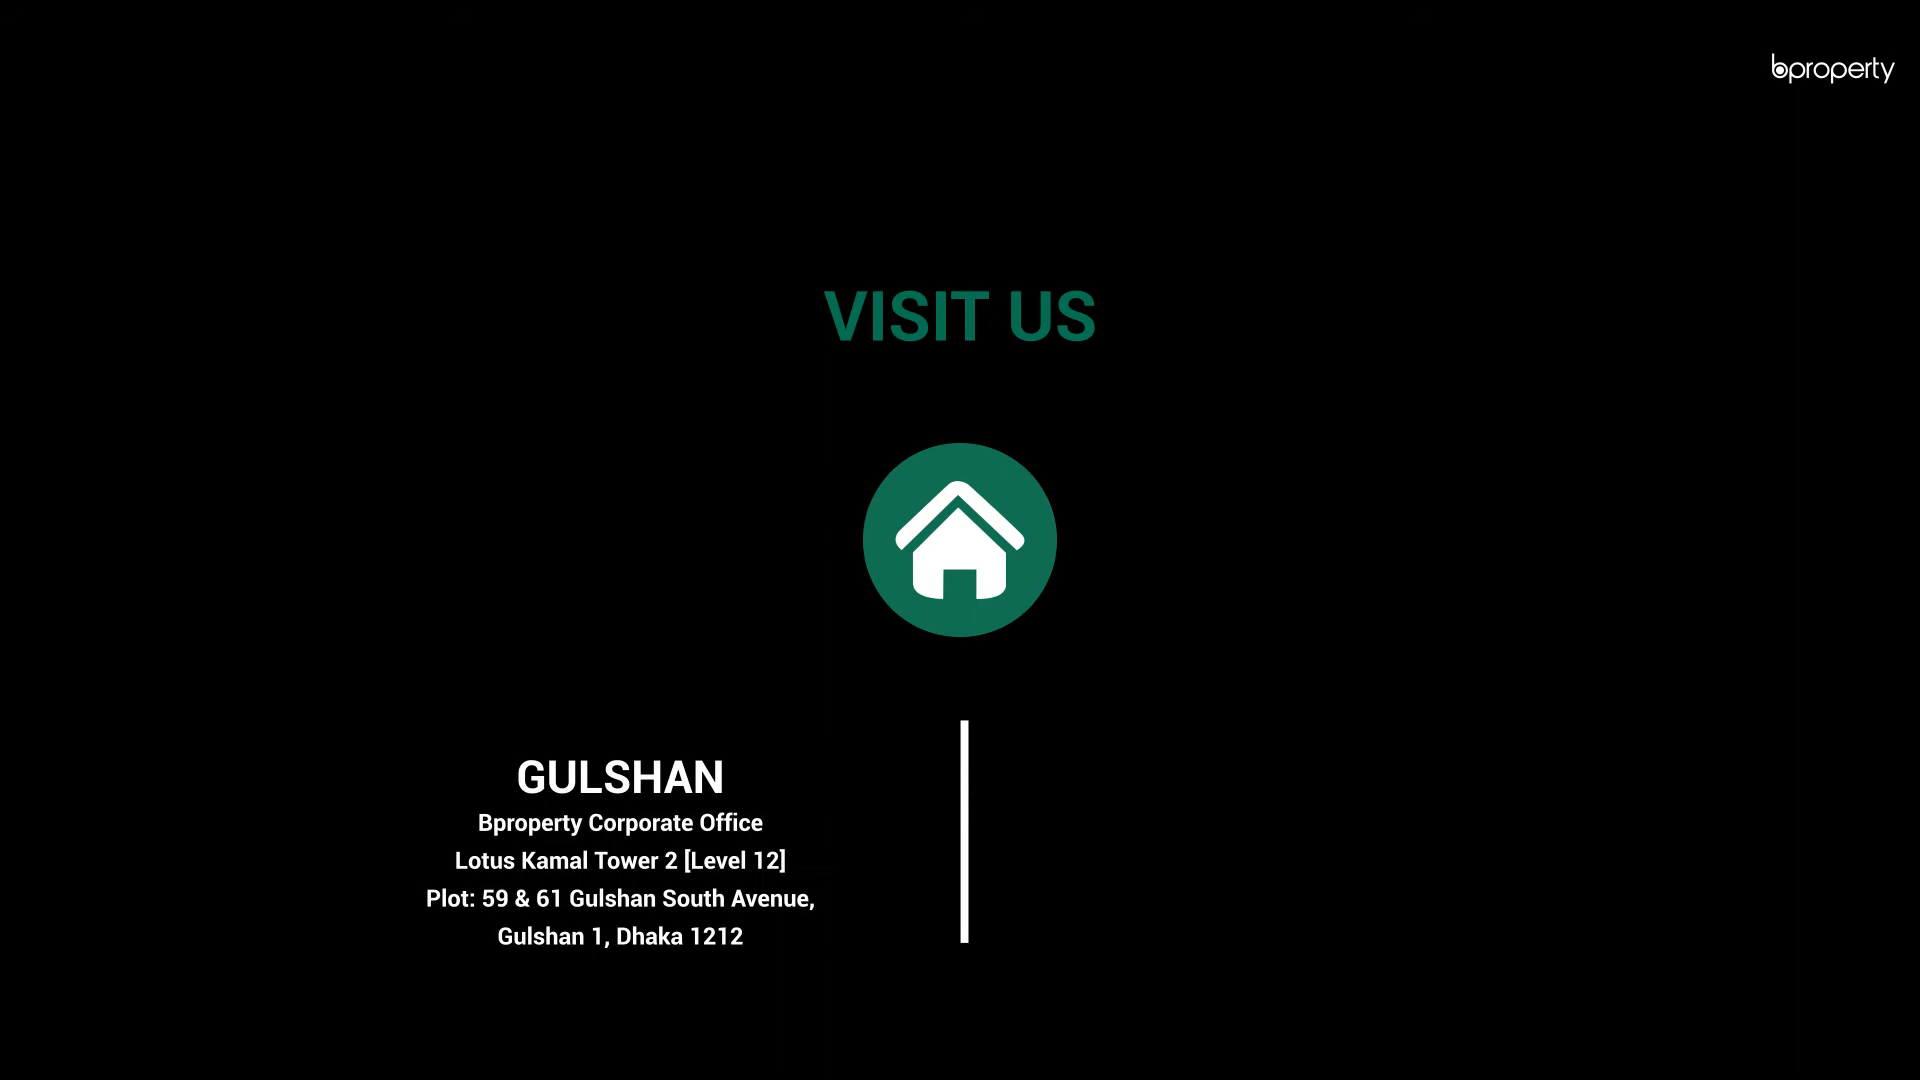 bproperty
VISIT US
GULSHAN
Bproperty Corporate Office
Lotus Kamal Tower 2 [Level 12]
Plot: 59 & 61 Gulshan South Avenue,
Gulshan 1, Dhaka 1212